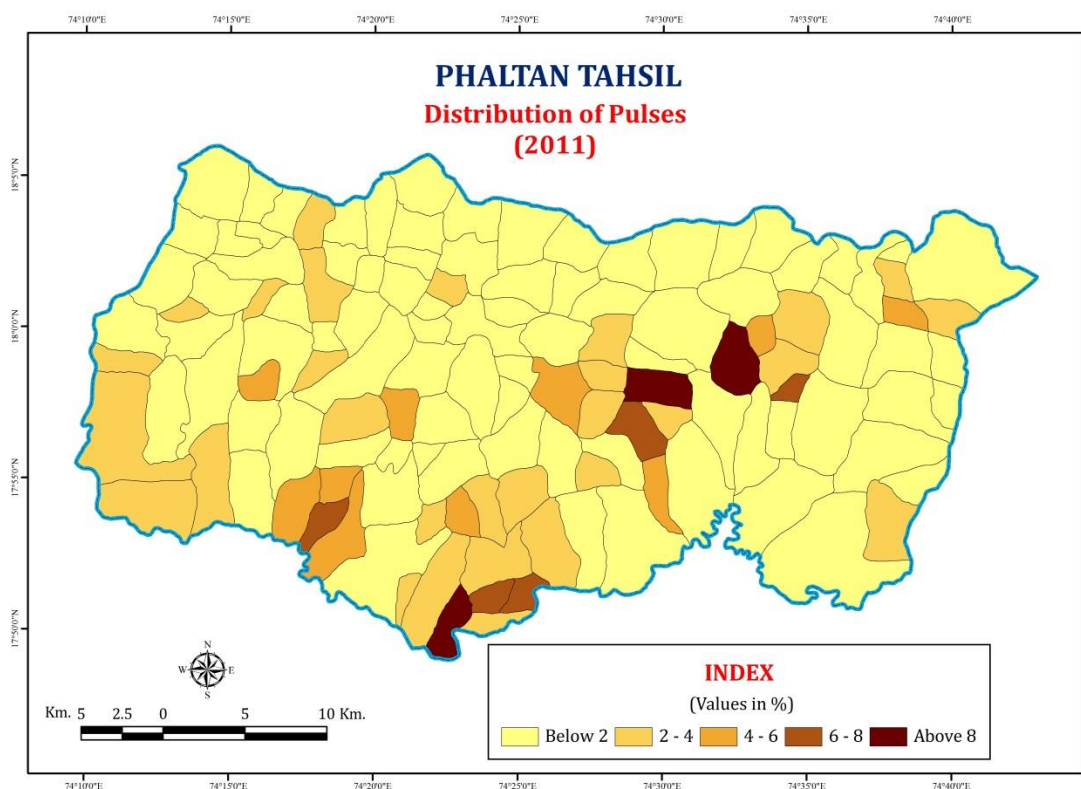 74°10'0"E 74°15'0"E 74°20'0"E 74°25'0"E 74°30'0"E 74°35'0"E 74°40'0"E
PHALTAN TAHSIL
Distribution of Pulses
(2011)
18°5'0"N
18°0'0"N
17°55'0"N
17°50'0"N
N
W E
S
Km. 5 2.5 0 5 10 Km.
INDEX
(Values in %)
Below 2 2 - 4 4 - 6 6 - 8 Above 8
74°10'0"E 74°15'0"E 74°20'0"E 74°25'0"E 74°30'0"E 74°35'0"E 74°40'0"E